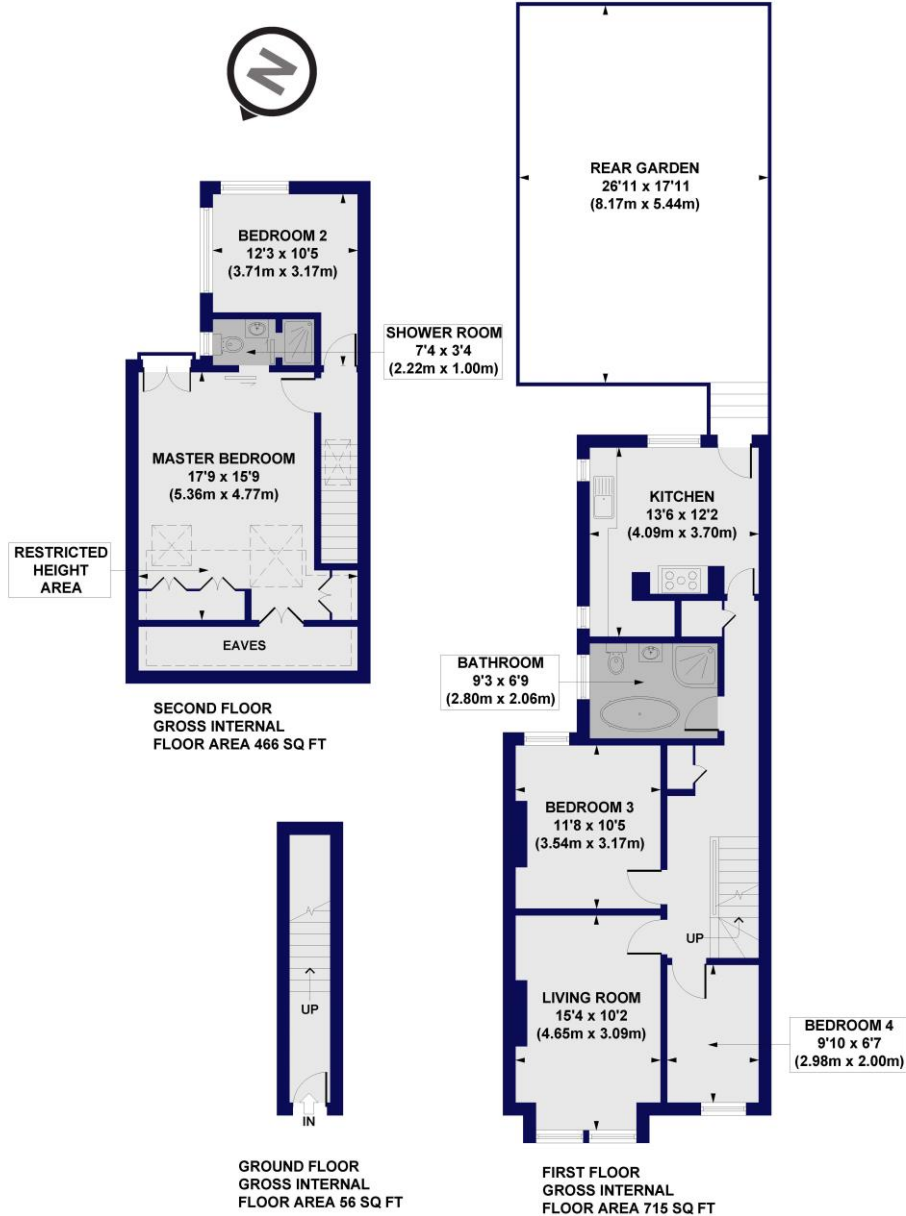 N
REAR GARDEN
26'11 x 17'11
(8.17m x 5.44m)
BEDROOM 2
12'3 x 10'5
(3.71m x 3.17m)
SHOWER ROOM
7'4 x 3'4
(2.22m x 1.00m)
MASTER BEDROOM
17'9 x 15'9
(5.36m x 4.77m)
RESTRICTED
HEIGHT
AREA
EAVES
SECOND FLOOR
GROSS INTERNAL
FLOOR AREA 466 SQ FT
KITCHEN
13'6 x 12'2
(4.09m x 3.70m)
BATHROOM
9'3 x 6'9
(2.80m x 2.06m)
BEDROOM 3
11'8 x 10'5
(3.54m x 3.17m)
UP
LIVING ROOM
15'4 x 10'2
(4.65m x 3.09m)
BEDROOM 4
9'10 x 6'7
(2.98m x 2.00m)
UP
IN
GROUND FLOOR
GROSS INTERNAL
FLOOR AREA 56 SQ FT
FIRST FLOOR
GROSS INTERNAL
FLOOR AREA 715 SQ FT